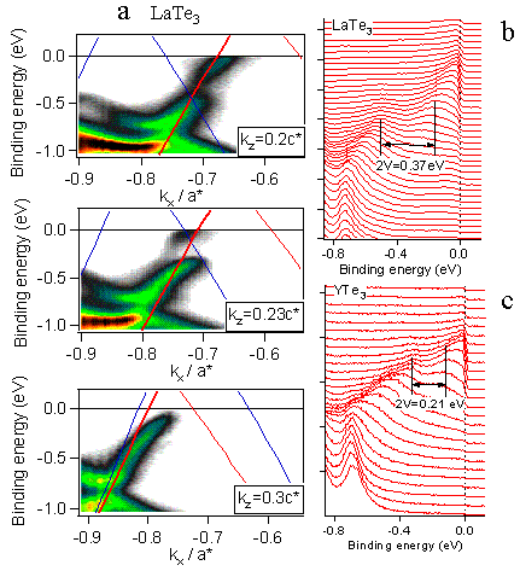 a LaTe3
Binding energy (eV)
0.0
-0.5
-1.0
kz=0.2c*
-0.9 -0.8 -0.7 -0.6
kx / a*
Binding energy (eV)
0.0
-0.5
-1.0
kz=0.23c*
-0.9 -0.8 -0.7 -0.6
kx / a*
Binding energy (eV)
0.0
-0.5
-1.0
kz=0.3c*
-0.9 -0.8 -0.7 -0.6 -0.5
kx / a*
b
LaTe3
2V=0.37eV
-0.8 -0.4 0.0
Binding energy (eV)
c
YTe3
2V=0.21 eV
-0.8 -0.4 0.0
Binding energy (eV)